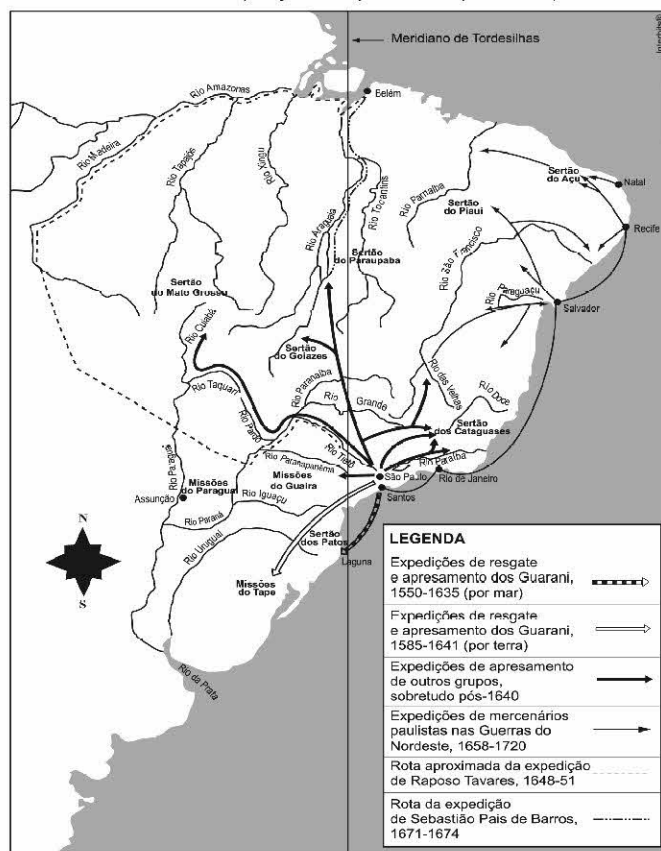 Meridiano de Tordesilhas
Interbits®
Rio Amazonas
Belém
Rio Madeira
Rio Tapajós
Rio Xingu
Rio Araguaia
Rio Tocantins
Rio Parnaíba
Sertão
do Açu
Natal
Recife
Sertão do
Piauí
Rio São Francisco
Sertão
do Paraupaba
Sertão
do Mato Grosso
Rio Paraguaçu
Salvador
Rio Cuiabá
Sertão
do Goiazes
Rio das Velhas
Rio Doce
Rio Taquari
Rio Paranaíba
Rio Grande
Sertão
dos Cataguases
Rio Pardo
Rio Tietê
Rio Paraíba
Rio Paranapanema
São Paulo
Rio de Janeiro
Santos
Rio Paraguai
Missões
do Paraguai
Missões
do Guaira
Assunção
Rio Iguaçu
Rio Paraná
Sertão
dos Patos
Rio Uruguai
Laguna
Missões
do Tape
N
S
Rio da Prata
LEGENDA
Expedições de resgate
e apresamento dos Guarani,
1550-1635 (por mar)
Expedições de resgate
e apresamento dos Guarani,
1585-1641 (por terra)
Expedições de apresamento
de outros grupos,
sobretudo pós-1640
Expedições de mercenários
paulistas nas Guerras do
Nordeste, 1658-1720
Rota aproximada da expedição
de Raposo Tavares, 1648-51
Rota da expedição
de Sebastião Pais de Barros,
1671-1674